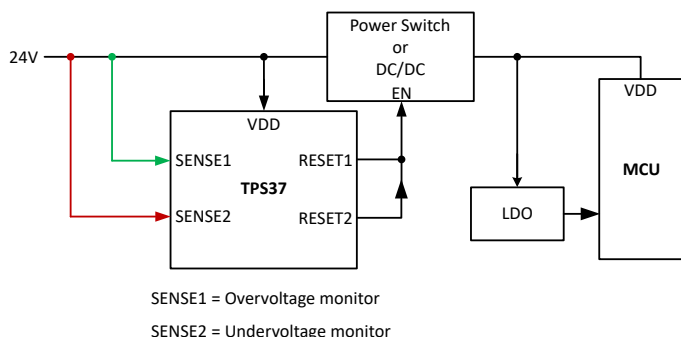 Power Switch
or
DC/DC
EN
24V
VDD
VDD
SENSE1
RESET1
TPS37
MCU
SENSE2
RESET2
LDO
SENSE1 = Overvoltage monitor
SENSE2 = Undervoltage monitor